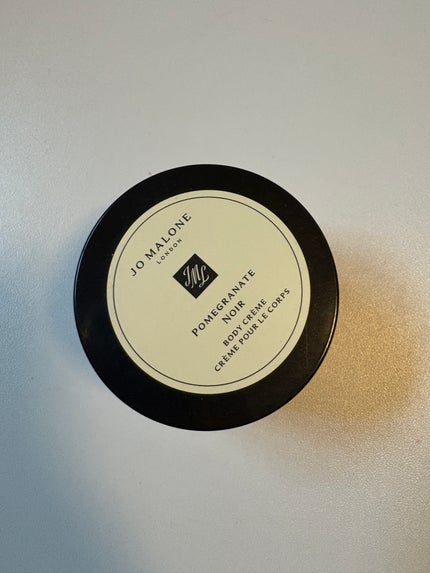 JO MALONE
LONDON
JML
POMEGRANATE
NOIR
BODY CRÈME
CRÈME POUR LE CORPS